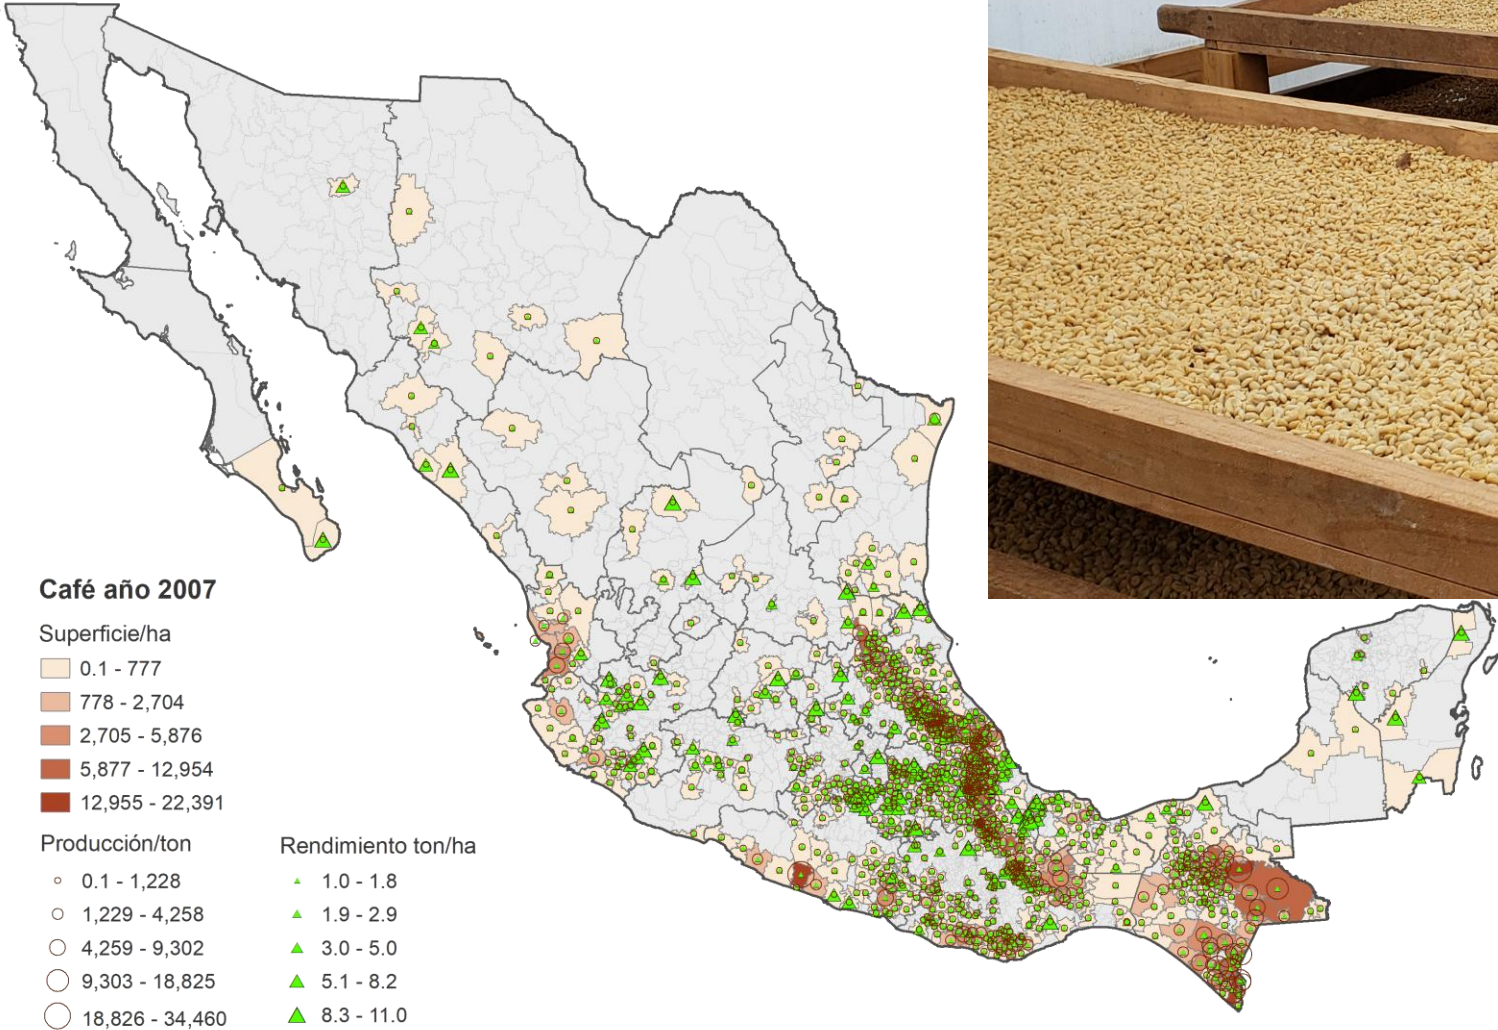 Café año 2007
Superficie/ha
0.1 - 777
778 - 2,704
2,705 - 5,876
5,877 - 12,954
12,955 - 22,391
Producción/ton
0.1 - 1,228
1,229 - 4,258
4,259 - 9,302
9,303 - 18,825
18,826 - 34,460
Rendimiento ton/ha
1.0 - 1.8
1.9 - 2.9
3.0 - 5.0
5.1 - 8.2
8.3 - 11.0